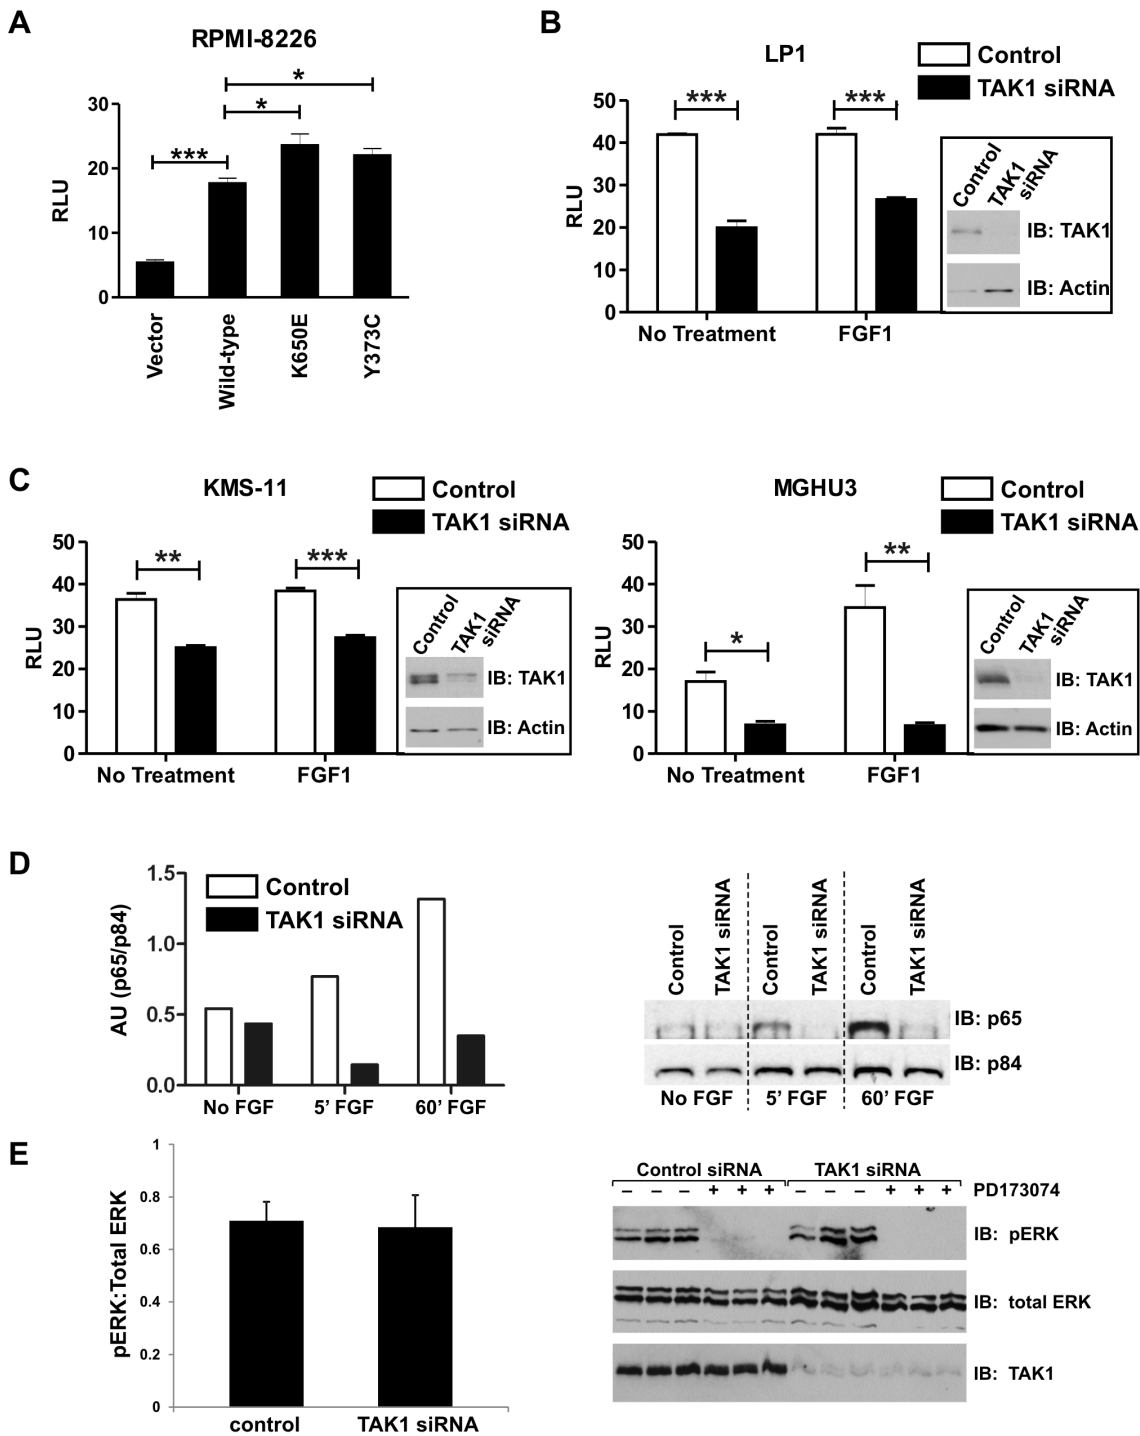 A
RPMI-8226
*
*
***
RLU
30
20
10
0
Vector
Wild-type
K650E
Y373C
B
LP1
Control
TAK1 siRNA
RLU
50
40
30
20
10
0
***
***
No Treatment
FGF1
Control
TAK1 siRNA
IB: TAK1
IB: Actin
C
KMS-11
Control
TAK1 siRNA
RLU
50
40
30
20
10
0
**
***
No Treatment
FGF1
Control
TAK1 siRNA
IB: TAK1
IB: Actin
MGHU3
Control
TAK1 siRNA
RLU
50
40
30
20
10
0
*
**
No Treatment
FGF1
Control
TAK1 siRNA
IB: TAK1
IB: Actin
D
AU (p65/p84)
1.5
1.0
0.5
0.0
Control
TAK1 siRNA
No FGF
5’ FGF
60’ FGF
Control
TAK1 siRNA
Control
TAK1 siRNA
Control
TAK1 siRNA
IB: p65
IB: p84
No FGF
5’ FGF
60’ FGF
E
pERK:Total ERK
1
0.8
0.6
0.4
0.2
0
control
TAK1 siRNA
Control siRNA
TAK1 siRNA
– – – + + + – – – + + + PD173074
IB: pERK
IB: total ERK
IB: TAK1